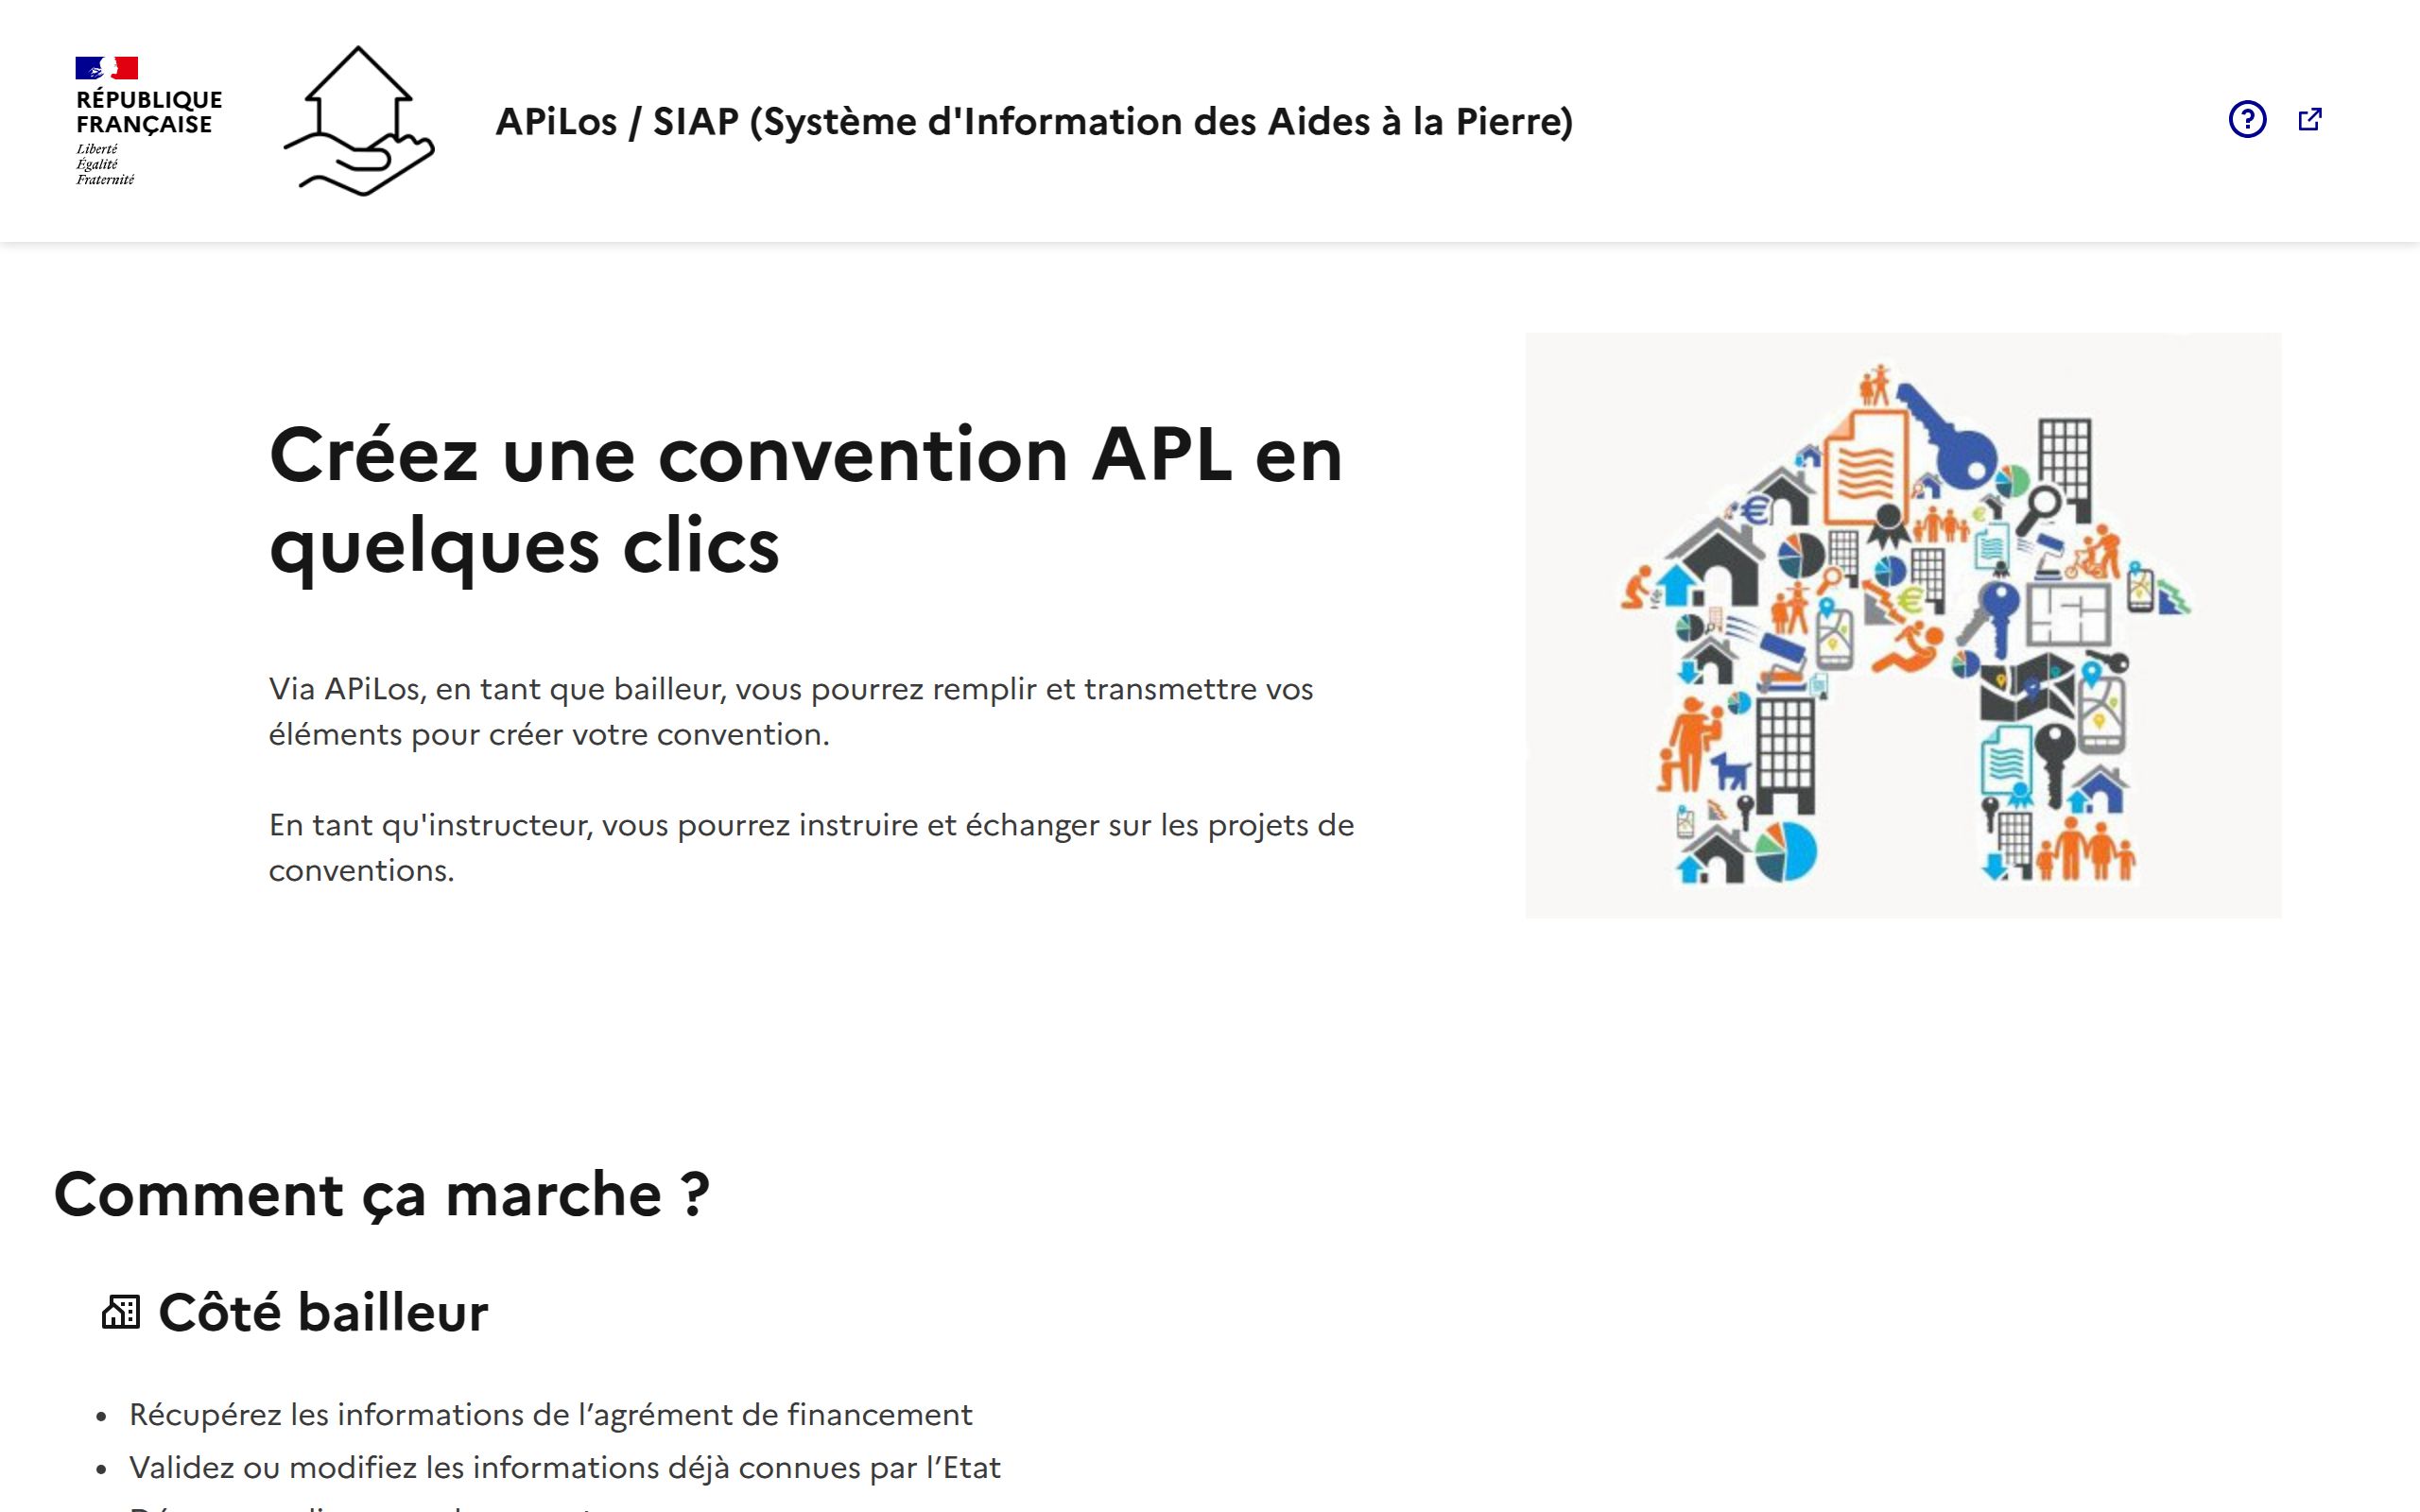 RÉPUBLIQUE
FRANÇAISE
Liberté
Égalité
Fraternité
APiLos / SIAP (Système d'Information des Aides à la Pierre)
Créez une convention APL en
quelques clics
Via APiLos, en tant que bailleur, vous pourrez remplir et transmettre vos
éléments pour créer votre convention.
En tant qu'instructeur, vous pourrez instruire et échanger sur les projets de
conventions.
Comment ça marche ?
Côté bailleur
Récupérez les informations de l’agrément de financement
Validez ou modifiez les informations déjà connues par l’Etat